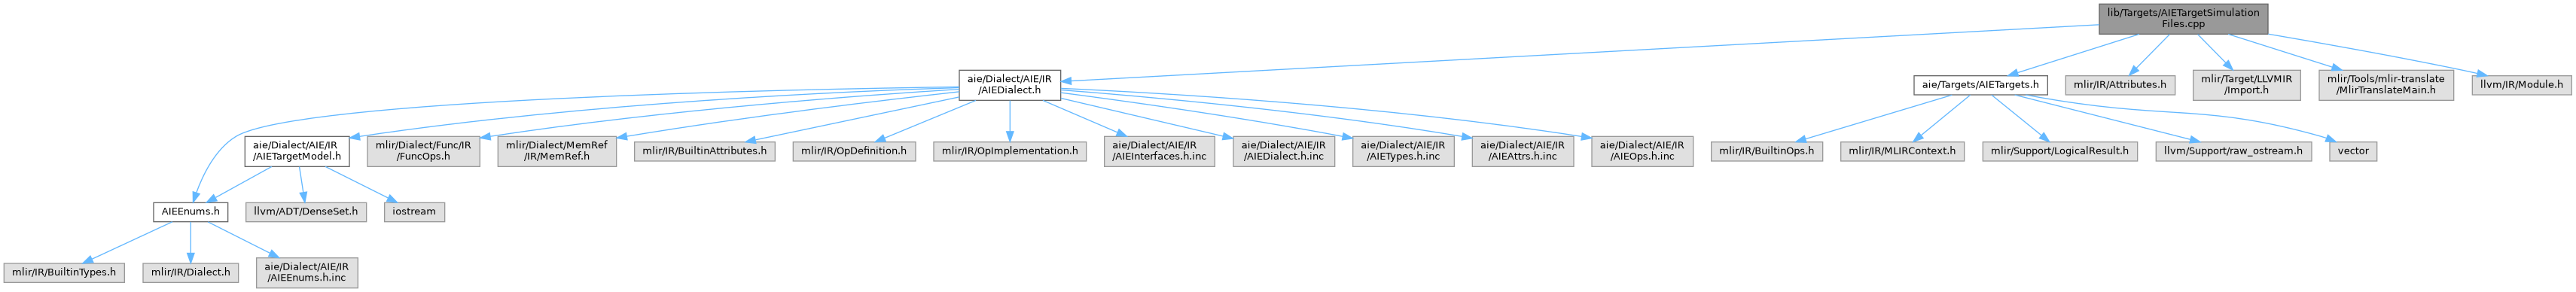 lib/Targets/AIETargetSimulation
Files.cpp
aie/Dialect/AIE/IR
/AIEDialect.h
aie/Targets/AIETargets.h
mlir/IR/Attributes.h
mlir/Target/LLVMIR
/Import.h
mlir/Tools/mlir-translate
/MlirTranslateMain.h
llvm/IR/Module.h
aie/Dialect/AIE/IR
/AIETargetModel.h
mlir/Dialect/Func/IR
/FuncOps.h
mlir/Dialect/MemRef
/IR/MemRef.h
mlir/IR/BuiltinAttributes.h
mlir/IR/OpDefinition.h
mlir/IR/OpImplementation.h
aie/Dialect/AIE/IR
/AIEInterfaces.h.inc
aie/Dialect/AIE/IR
/AIEDialect.h.inc
aie/Dialect/AIE/IR
/AIETypes.h.inc
aie/Dialect/AIE/IR
/AIEAttrs.h.inc
aie/Dialect/AIE/IR
/AIEOps.h.inc
mlir/IR/BuiltinOps.h
mlir/IR/MLIRContext.h
mlir/Support/LogicalResult.h
llvm/Support/raw_ostream.h
vector
AIEEnums.h
llvm/ADT/DenseSet.h
iostream
mlir/IR/BuiltinTypes.h
mlir/IR/Dialect.h
aie/Dialect/AIE/IR
/AIEEnums.h.inc